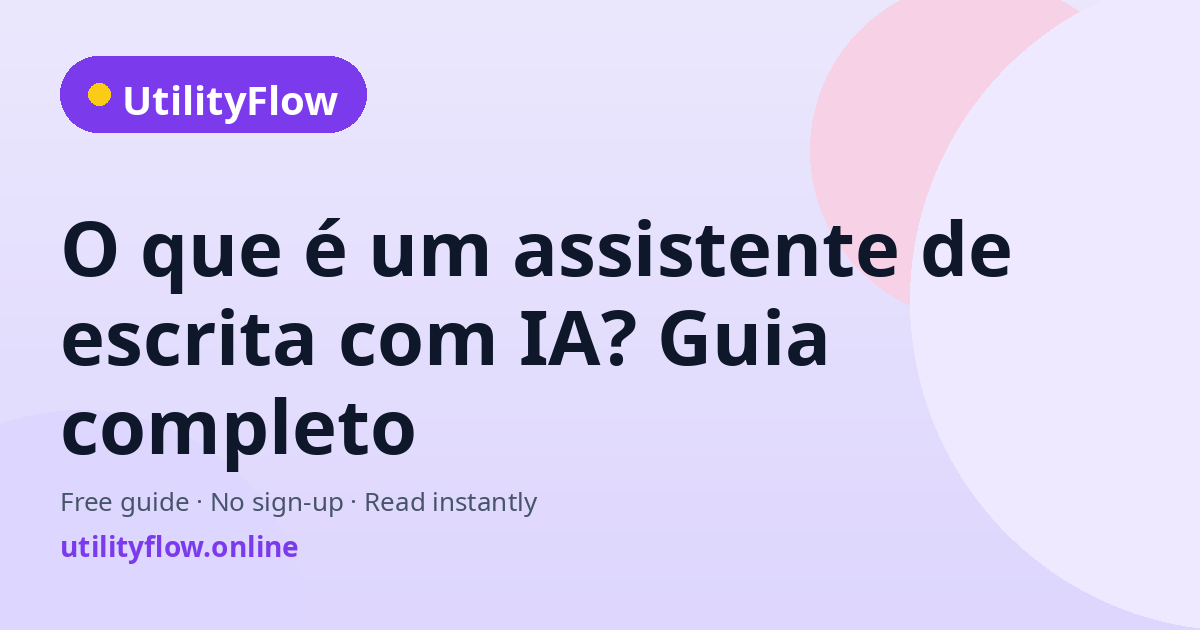 UtilityFlow
O que é um assistente de
escrita com IA? Guia
completo
Free guide · No sign-up · Read instantly
utilityflow.online